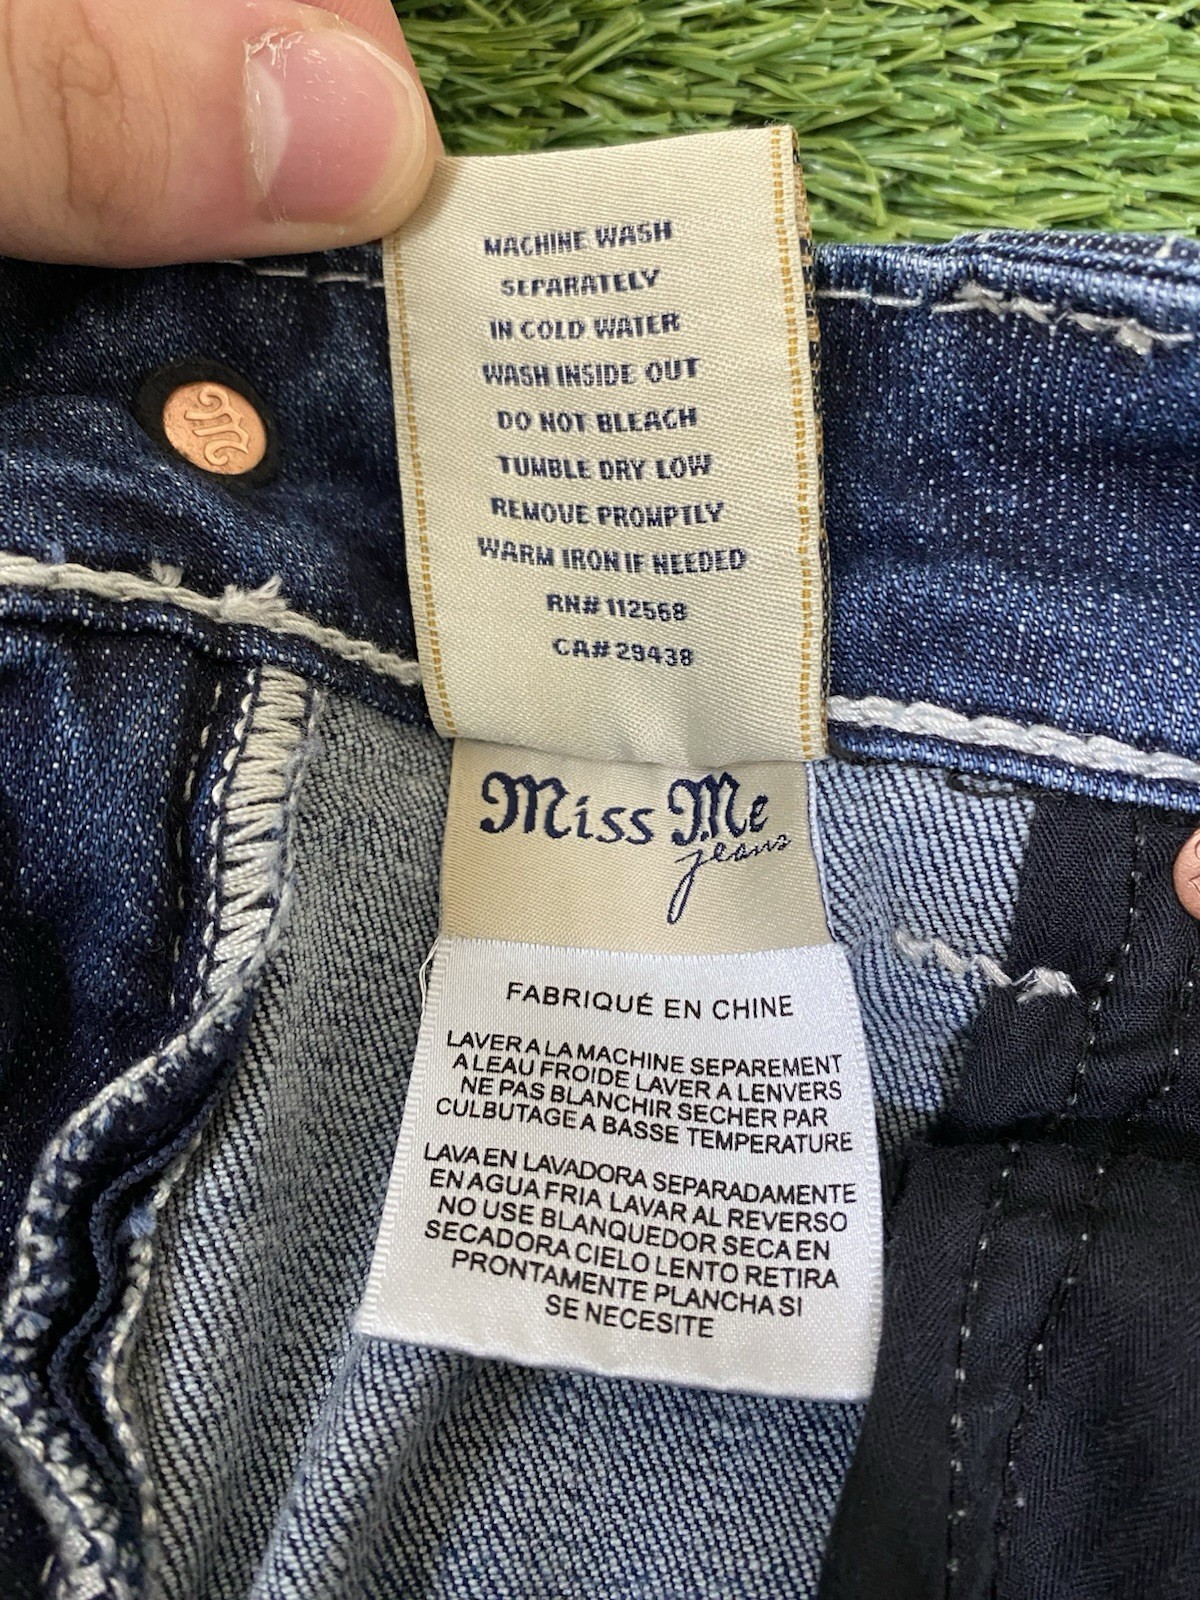 MACHINE WASH
SEPARATELY
IN COLD WATER
WASH INSIDE OUT
DO NOT BLEACH
TUMBLE DRY LOW
REMOVE PROMPTLY
WARM IRON IF NEEDED
RN# 112568
CA# 29438
Miss Me
jeans
FABRIQUÉ EN CHINE
LAVER A LA MACHINE SEPAREMENT
A LEAU FROIDE LAVER A LENVERS
NE PAS BLANCHIR SECHER PAR
CULBUTAGE A BASSE TEMPERATURE
LAVA EN LAVADORA SEPARADAMENTE
EN AGUA FRIA LAVAR AL REVERSO
NO USE BLANQUEDOR SECA EN
SECADORA CIELO LENTO RETIRA
PRONTAMENTE PLANCHA SI
SE NECESITE
M